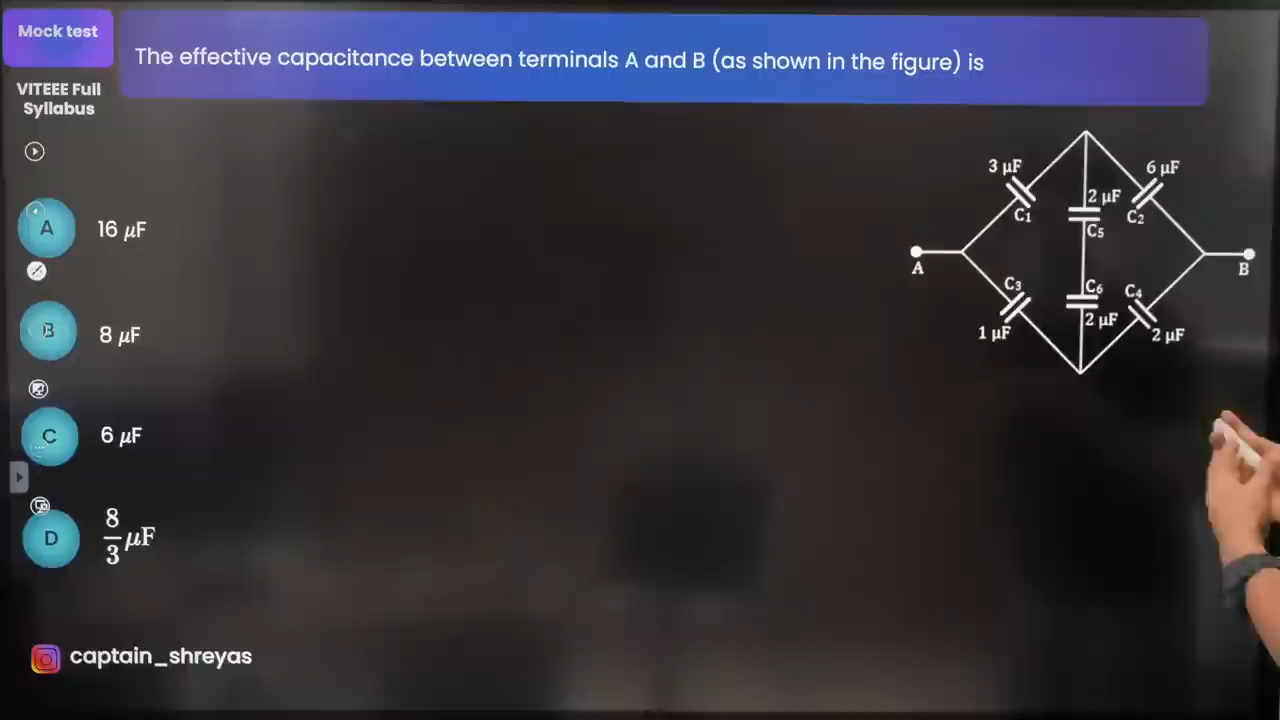 Mock test
The effective capacitance between terminals A and B (as shown in the figure) is
VITEEE Full
Syllabus
A 16 μF
B 8 μF
C 6 μF
D 8/3 μF
3 μF
6 μF
2 μF
C₁
C₂
C₅
A
B
C₃
C₆
C₄
1 μF
2 μF
2 μF
captain_shreyas